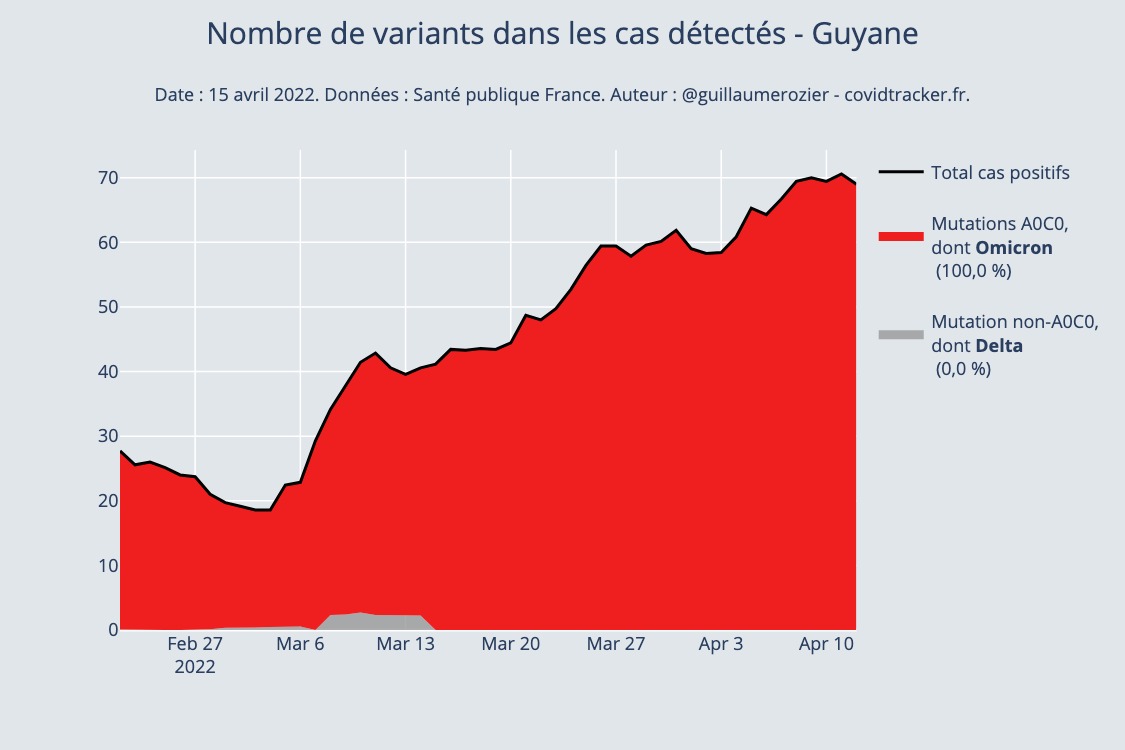 Nombre de variants dans les cas détectés - Guyane
Date : 15 avril 2022. Données : Santé publique France. Auteur : @guillaumerozier - covidtracker.fr.
70
60
50
40
30
20
10
0
Feb 27
2022
Mar 6
Mar 13
Mar 20
Mar 27
Apr 3
Apr 10
Total cas positifs
Mutations A0C0,
dont Omicron
(100,0 %)
Mutation non-A0C0,
dont Delta
(0,0 %)